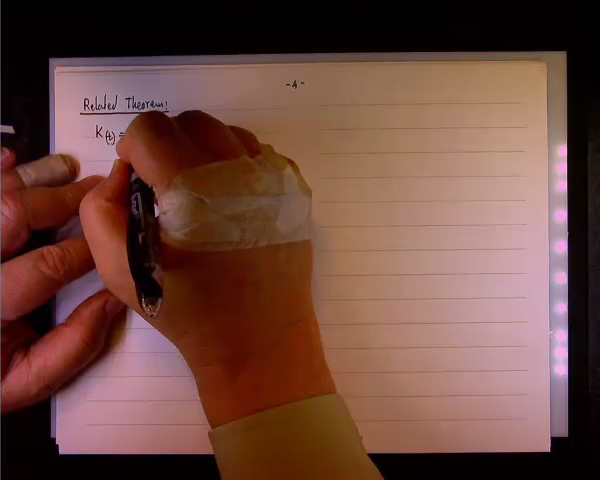 -4-
Related Theorem:
K(t) =